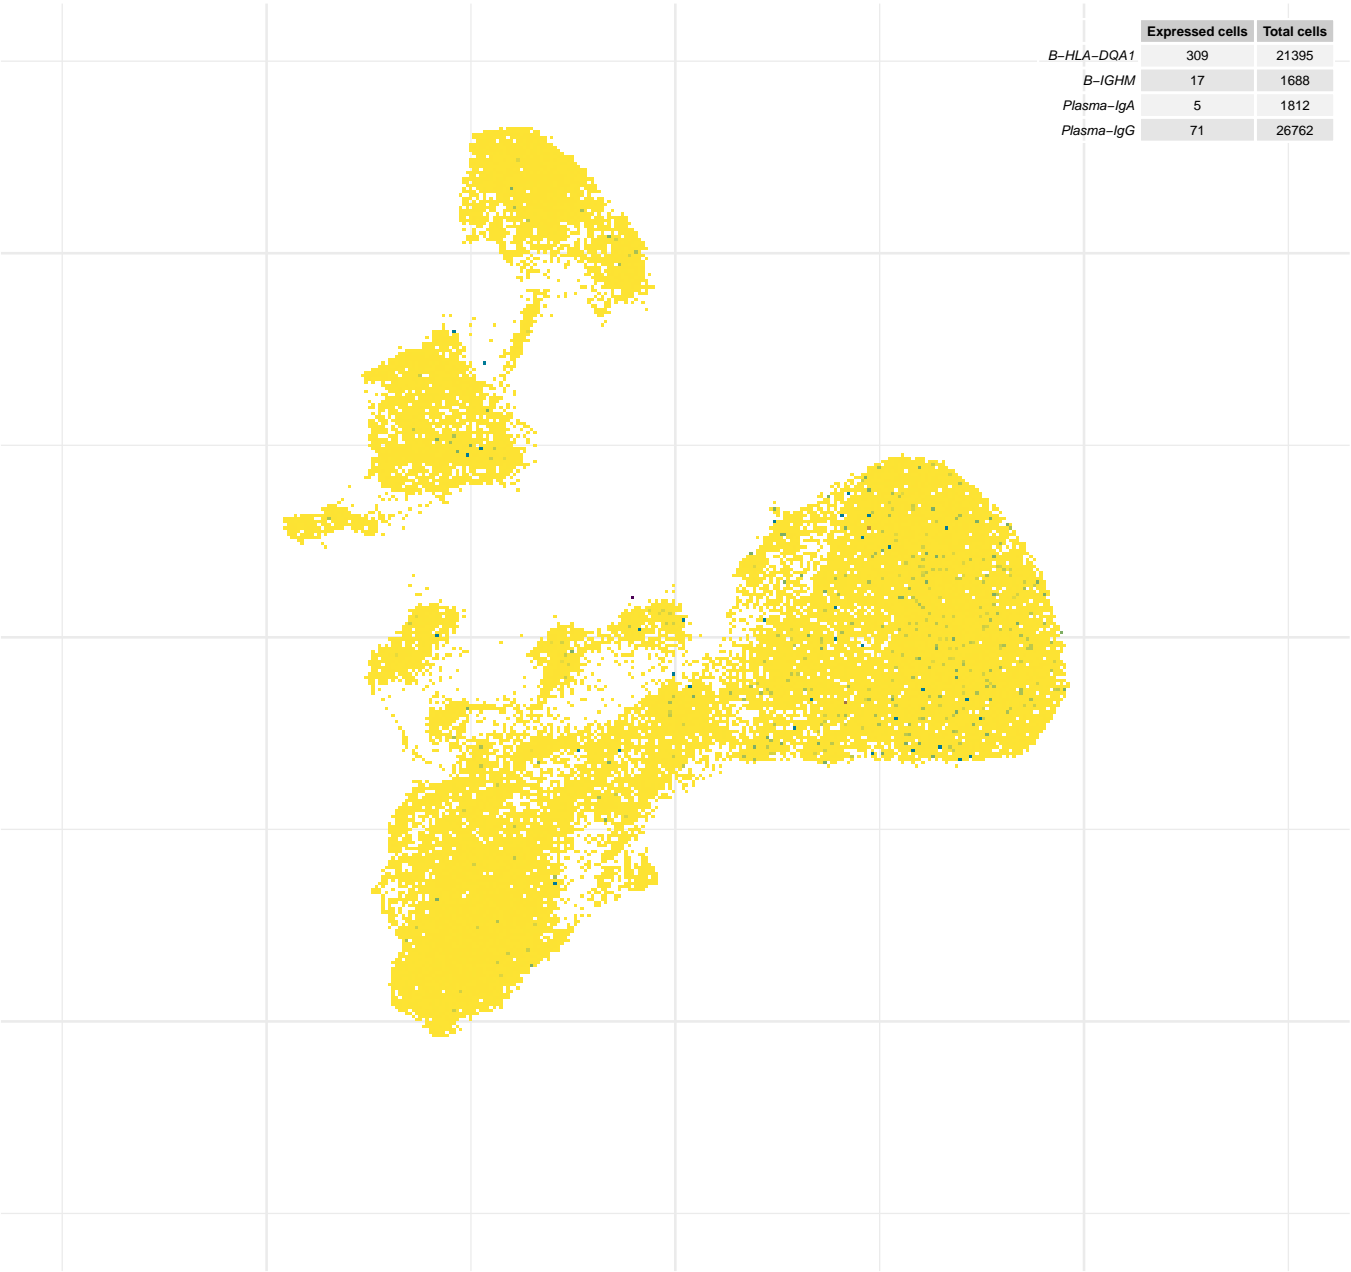 Expressed cells Total cells
B−HLA−DQA1 309 21395
B−IGHM 17 1688
Plasma−IgA 5 1812
Plasma−IgG 71 26762